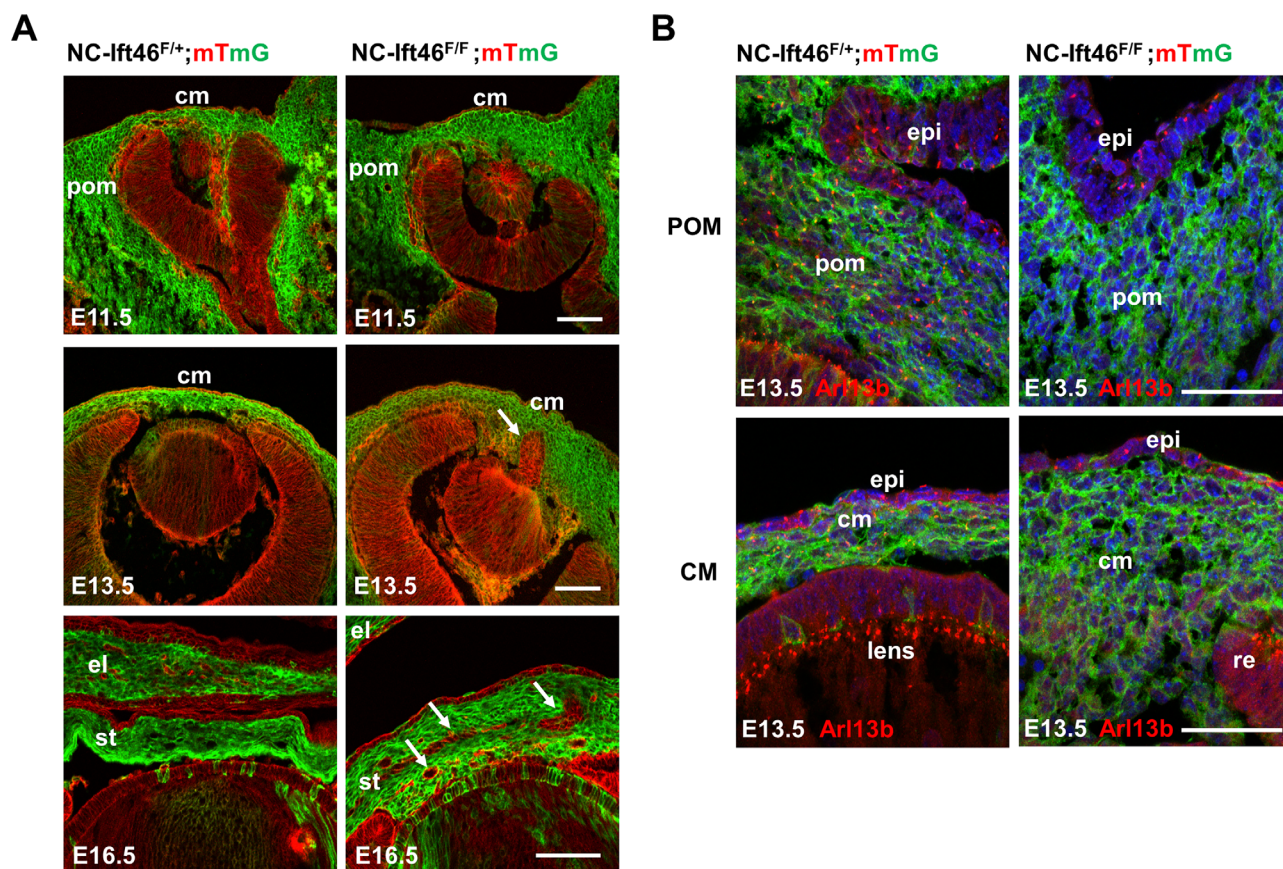 A
NC-Ift46F/+;mTmG
NC-Ift46F/F;mTmG
cm
pom
E11.5
cm
pom
E11.5
cm
E13.5
cm
E13.5
el
st
E16.5
el
st
E16.5
B
NC-Ift46F/+;mTmG
NC-Ift46F/F;mTmG
POM
epi
pom
E13.5 Arl13b
epi
pom
E13.5 Arl13b
CM
epi
cm
lens
E13.5 Arl13b
epi
cm
re
E13.5 Arl13b